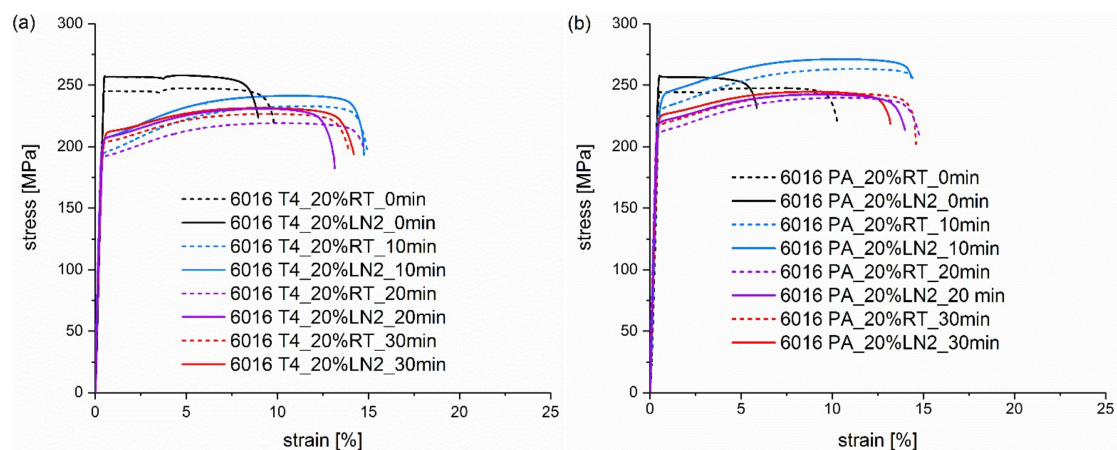 (a)
300
250
200
150
100
50
0
stress [MPa]
6016 T4_20%RT_0min
6016 T4_20%LN2_0min
6016 T4_20%RT_10min
6016 T4_20%LN2_10min
6016 T4_20%RT_20min
6016 T4_20%LN2_20min
6016 T4_20%RT_30min
6016 T4_20%LN2_30min
0 5 10 15 20 25
strain [%]
(b)
300
250
200
150
100
50
0
stress [MPa]
6016 PA_20%RT_0min
6016 PA_20%LN2_0min
6016 PA_20%RT_10min
6016 PA_20%LN2_10min
6016 PA_20%RT_20min
6016 PA_20%LN2_20 min
6016 PA_20%RT_30min
6016 PA_20%LN2_30min
0 5 10 15 20 25
strain [%]